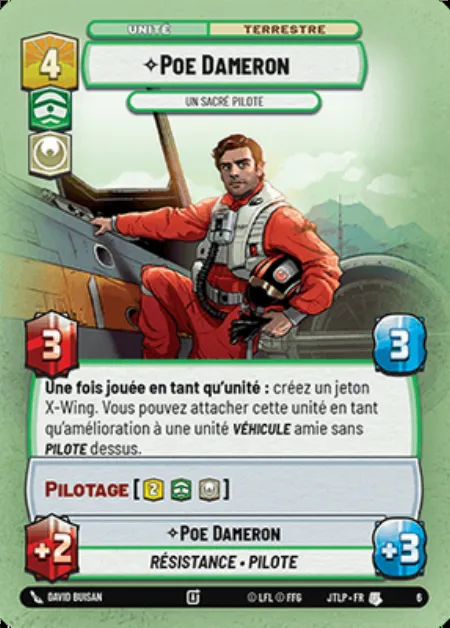 UNITÉ TERRESTRE
4
✧POE DAMERON
UN SACRÉ PILOTE
3
3
Une fois jouée en tant qu'unité : créez un jeton
X-Wing. Vous pouvez attacher cette unité en tant
qu'amélioration à une unité VÉHICULE amie sans
PILOTE dessus.
PILOTAGE [2]
✧POE DAMERON
+2
+3
RÉSISTANCE • PILOTE
DAVID BUISAN
© LFL © FFG
JTLP • FR
6